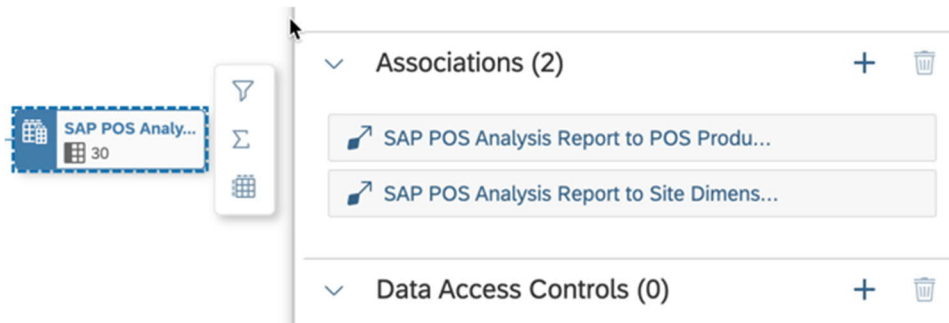 SAP POS Analy...
30
Associations (2)
SAP POS Analysis Report to POS Produ...
SAP POS Analysis Report to Site Dimens...
Data Access Controls (0)